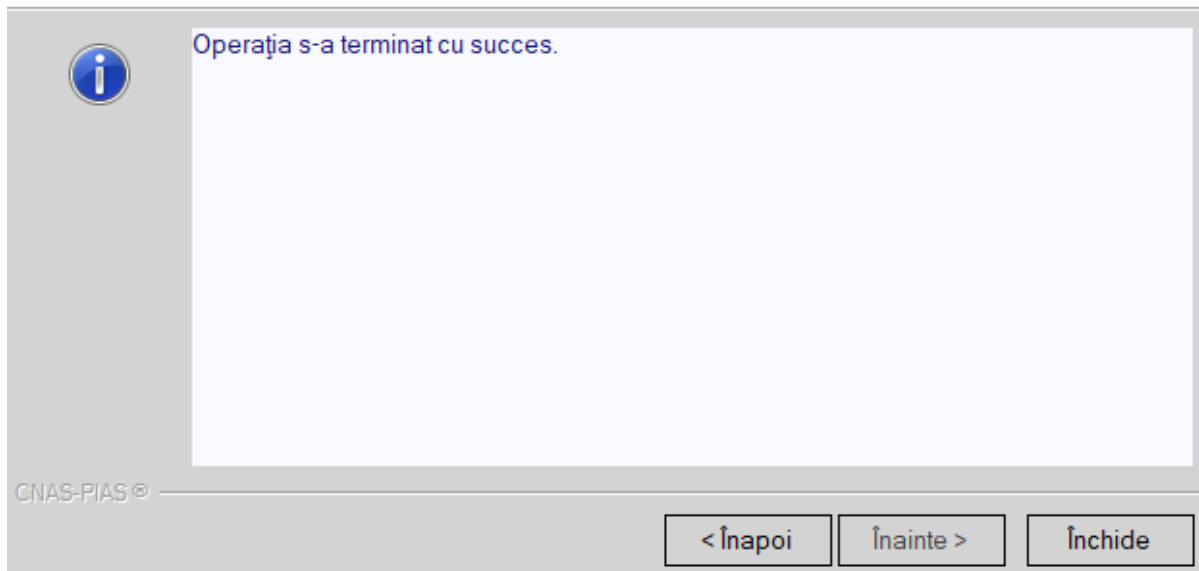 Operaţia s-a terminat cu succes.
CNAS-PIAS ®
< Înapoi
Înainte >
Închide